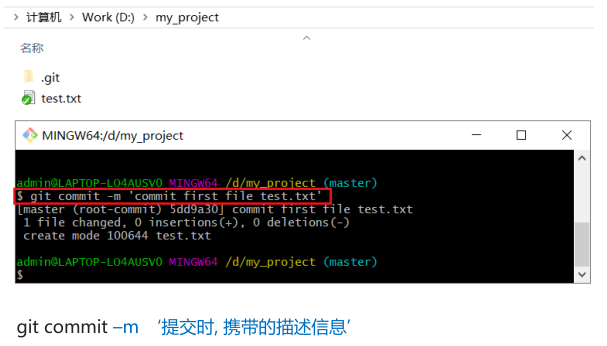 计算机 > Work (D:) > my_project
名称
.git
test.txt
MINGW64:/d/my_project
admin@LAPTOP-LO4AUSVO MINGW64 /d/my_project (master)
$ git commit -m 'commit first file test.txt'
[master (root-commit) 5dd9a30] commit first file test.txt
1 file changed, 0 insertions(+), 0 deletions(-)
create mode 100644 test.txt
admin@LAPTOP-LO4AUSVO MINGW64 /d/my_project (master)
$
git commit –m ‘提交时, 携带的描述信息’